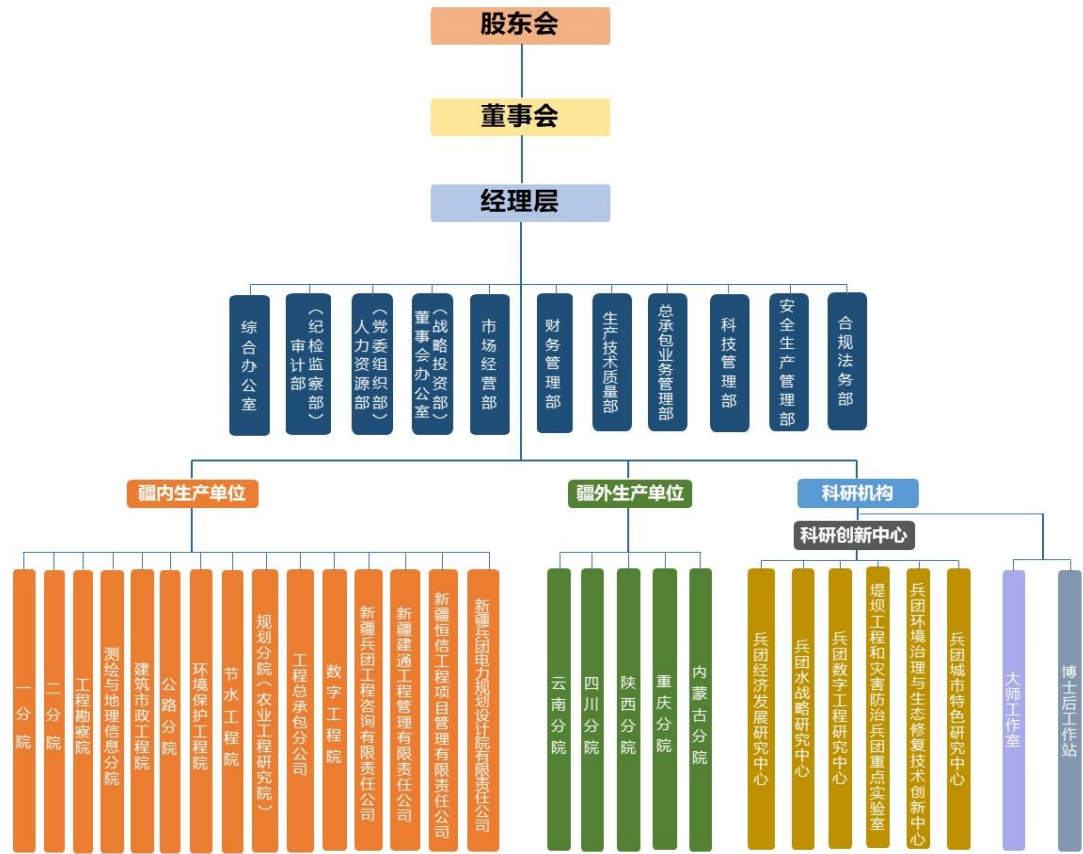 股东会
董事会
经理层
综合办公室
（纪检监察部）
审计部
（党委组织部）
人力资源部
（战略投资部）
董事会办公室
市场经营部
财务管理部
生产技术质量部
总承包业务管理部
科技管理部
安全生产管理部
合规法务部
疆内生产单位
疆外生产单位
科研机构
科研创新中心
一分院
二分院
工程勘察院
测绘与地理信息分院
建筑市政工程院
公路分院
环境保护工程院
节水工程院
规划分院（农业工程研究院）
工程总承包分公司
数字工程院
新疆兵团工程咨询有限责任公司
新疆建通工程管理有限责任公司
新疆恒信工程项目管理有限责任公司
新疆兵团电力规划设计院有限责任公司
云南分院
四川分院
陕西分院
重庆分院
内蒙古分院
兵团经济发展研究中心
兵团水战略研究中心
兵团数字工程研究中心
堤坝工程和灾害防治兵团重点实验室
兵团环境治理与生态修复技术创新中心
兵团城市特色研究中心
大师工作室
博士后工作站